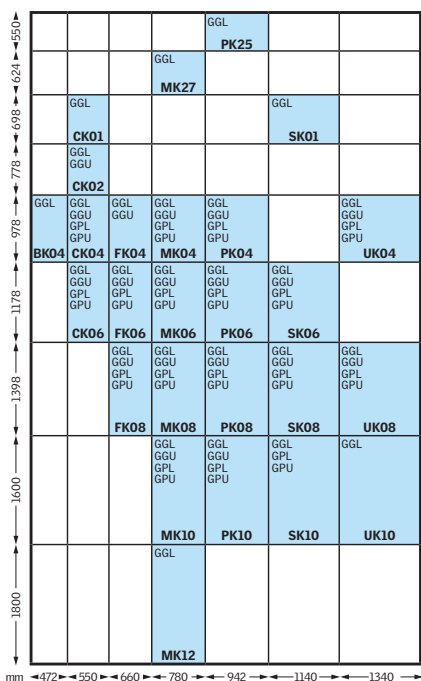 550
GGL
PK25
624
GGL
MK27
698
GGL
CK01
GGL
SK01
778
GGL
GGU
CK02
978
GGL
BK04
GGL
GGU
GPL
GPU
CK04
GGL
GGU
FK04
GGL
GGU
GPL
GPU
MK04
GGL
GGU
GPL
GPU
PK04
GGL
GGU
GPL
GPU
UK04
1178
GGL
GGU
GPL
GPU
CK06
GGL
GGU
GPL
GPU
FK06
GGL
GGU
GPL
GPU
MK06
GGL
GGU
GPL
GPU
PK06
GGL
GGU
GPL
GPU
SK06
1398
GGL
GGU
GPL
GPU
FK08
GGL
GGU
GPL
GPU
MK08
GGL
GGU
GPL
GPU
PK08
GGL
GGU
GPL
GPU
SK08
GGL
GGU
GPL
GPU
UK08
1600
GGL
GGU
GPL
GPU
MK10
GGL
GGU
GPL
GPU
PK10
GGL
GPL
GPU
SK10
GGL
UK10
1800
GGL
MK12
mm 472 550 660 780 942 1140 1340